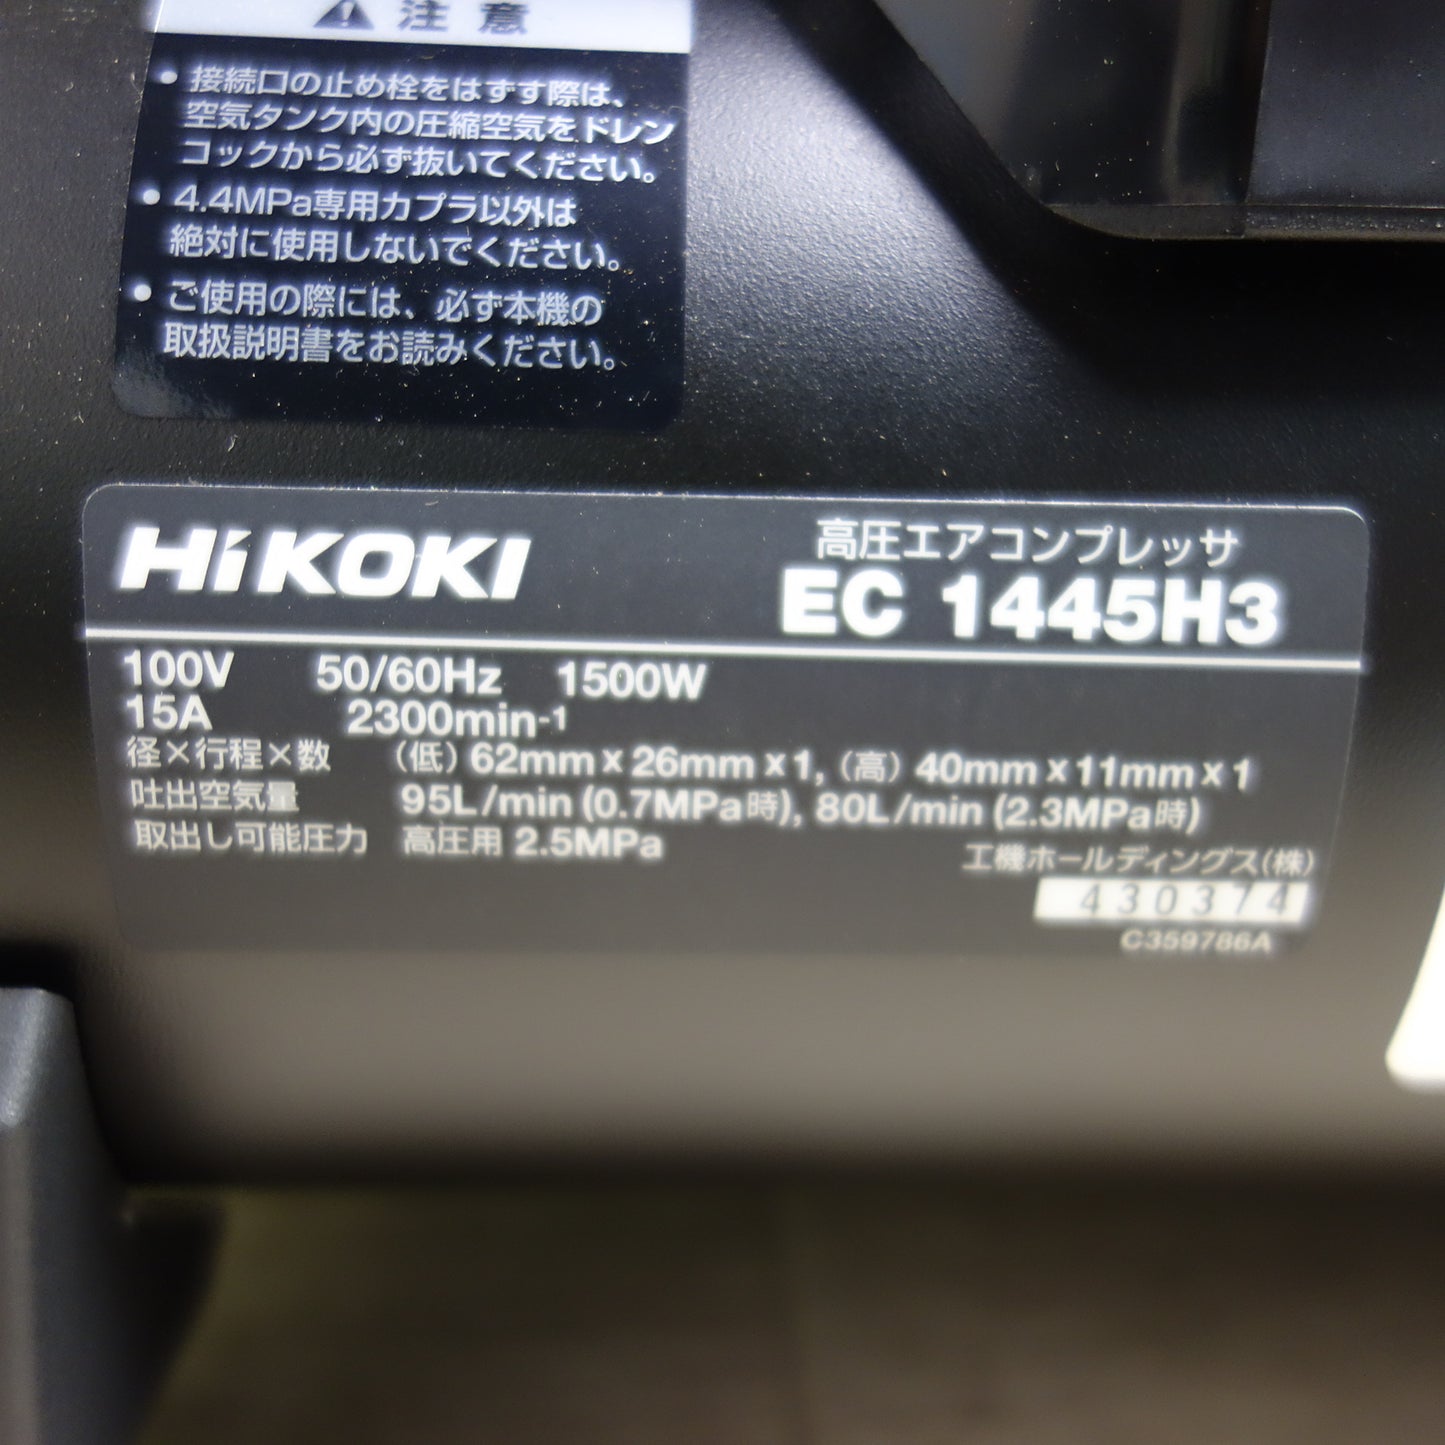 注意
• 接続口の止め栓をはずす際は、
空気タンク内の圧縮空気をドレン
コックから必ず抜いてください。
• 4.4MPa専用カプラ以外は
絶対に使用しないでください。
• ご使用の際には、必ず本機の
取扱説明書をお読みください。
HiKOKI 高圧エアコンプレッサ
EC 1445H3
100V 50/60Hz 1500W
15A 2300min-1
径×行程×数 (低) 62mm×26mm×1, (高) 40mm×11mm×1
吐出空気量 95L/min (0.7MPa時), 80L/min (2.3MPa時)
取出し可能圧力 高圧用 2.5MPa
工機ホールディングス(株)
430374
C359786A